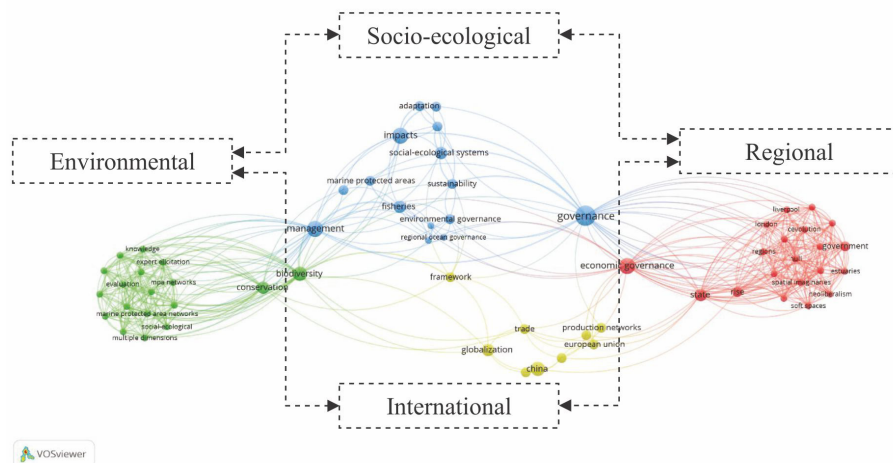 Socio-ecological
Environmental
Regional
adaptation
impacts
social-ecological systems
marine protected areas
sustainability
fisheries
environmental governance
regional ocean governance
management
governance
knowledge
expert elicitation
evaluation
mpa networks
marine protected area networks
social-ecological
multiple dimensions
biodiversity
conservation
framework
economic governance
liverpool
london
devolution
regions
government
estuaries
spatial imaginaries
neoliberalism
soft spaces
state
rise
trade
production networks
european union
globalization
china
International
VOSviewer